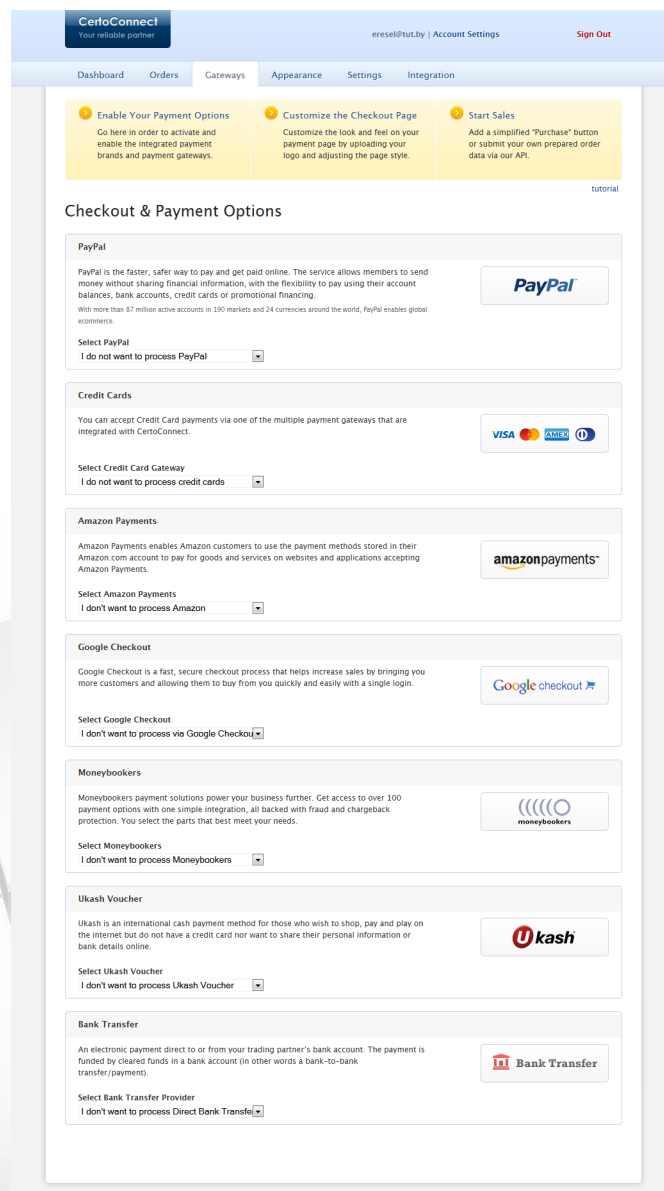 CertoConnect
Your reliable partner
eresel@tut.by | Account Settings
Sign Out
Dashboard Orders Gateways Appearance Settings Integration
Enable Your Payment Options
Go here in order to activate and
enable the integrated payment
brands and payment gateways.
Customize the Checkout Page
Customize the look and feel on your
payment page by uploading your
logo and adjusting the page style.
Start Sales
Add a simplified "Purchase" button
or submit your own prepared order
data via our API.
tutorial
Checkout & Payment Options
PayPal
PayPal is the faster, safer way to pay and get paid online. The service allows members to send
money without sharing financial information, with the flexibility to pay using their account
balances, bank accounts, credit cards or promotional financing.
With more than 87 million active accounts in 190 markets and 24 currencies around the world, PayPal enables global
ecommerce.
PayPal
Select PayPal
I do not want to process PayPal
Credit Cards
You can accept Credit Card payments via one of the multiple payment gateways that are
integrated with CertoConnect.
VISA AMEX
Select Credit Card Gateway
I do not want to process credit cards
Amazon Payments
Amazon Payments enables Amazon customers to use the payment methods stored in their
Amazon.com account to pay for goods and services on websites and applications accepting
Amazon Payments.
amazonpayments
Select Amazon Payments
I don't want to process Amazon
Google Checkout
Google Checkout is a fast, secure checkout process that helps increase sales by bringing you
more customers and allowing them to buy from you quickly and easily with a single login.
Google checkout
Select Google Checkout
I don't want to process via Google Checkou
Moneybookers
Moneybookers payment solutions power your business further. Get access to over 100
payment options with one simple integration, all backed with fraud and chargeback
protection. You select the parts that best meet your needs.
moneybookers
Select Moneybookers
I don't want to process Moneybookers
Ukash Voucher
Ukash is an international cash payment method for those who wish to shop, pay and play on
the internet but do not have a credit card nor want to share their personal information or
bank details online.
Ukash
Select Ukash Voucher
I don't want to process Ukash Voucher
Bank Transfer
An electronic payment direct to or from your trading partner's bank account. The payment is
funded by cleared funds in a bank account (in other words a bank-to-bank
transfer/payment).
Bank Transfer
Select Bank Transfer Provider
I don't want to process Direct Bank Transfe